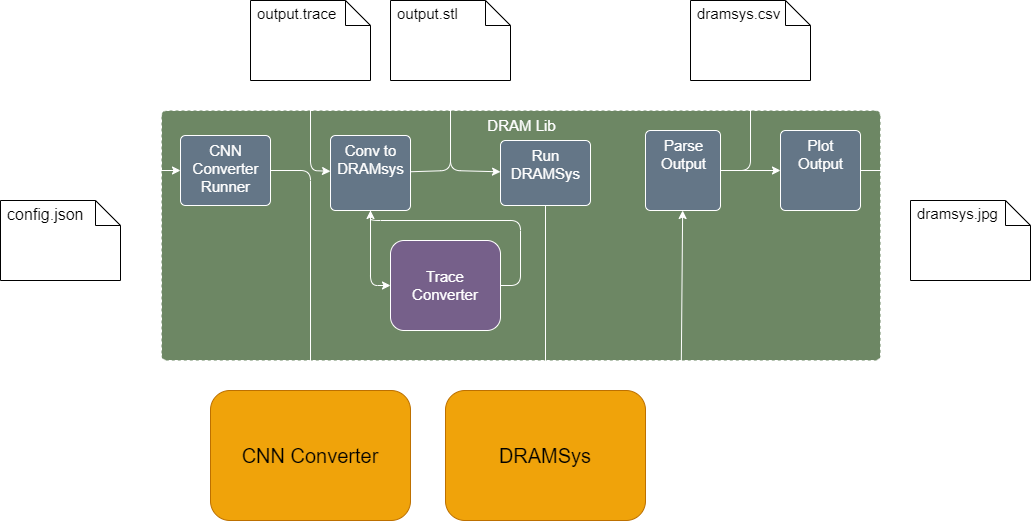 output.trace
output.stl
dramsys.csv
DRAM Lib
CNN
Converter
Runner
Conv to
DRAMsys
Run
DRAMSys
Parse
Output
Plot
Output
config.json
dramsys.jpg
Trace
Converter
CNN Converter
DRAMSys